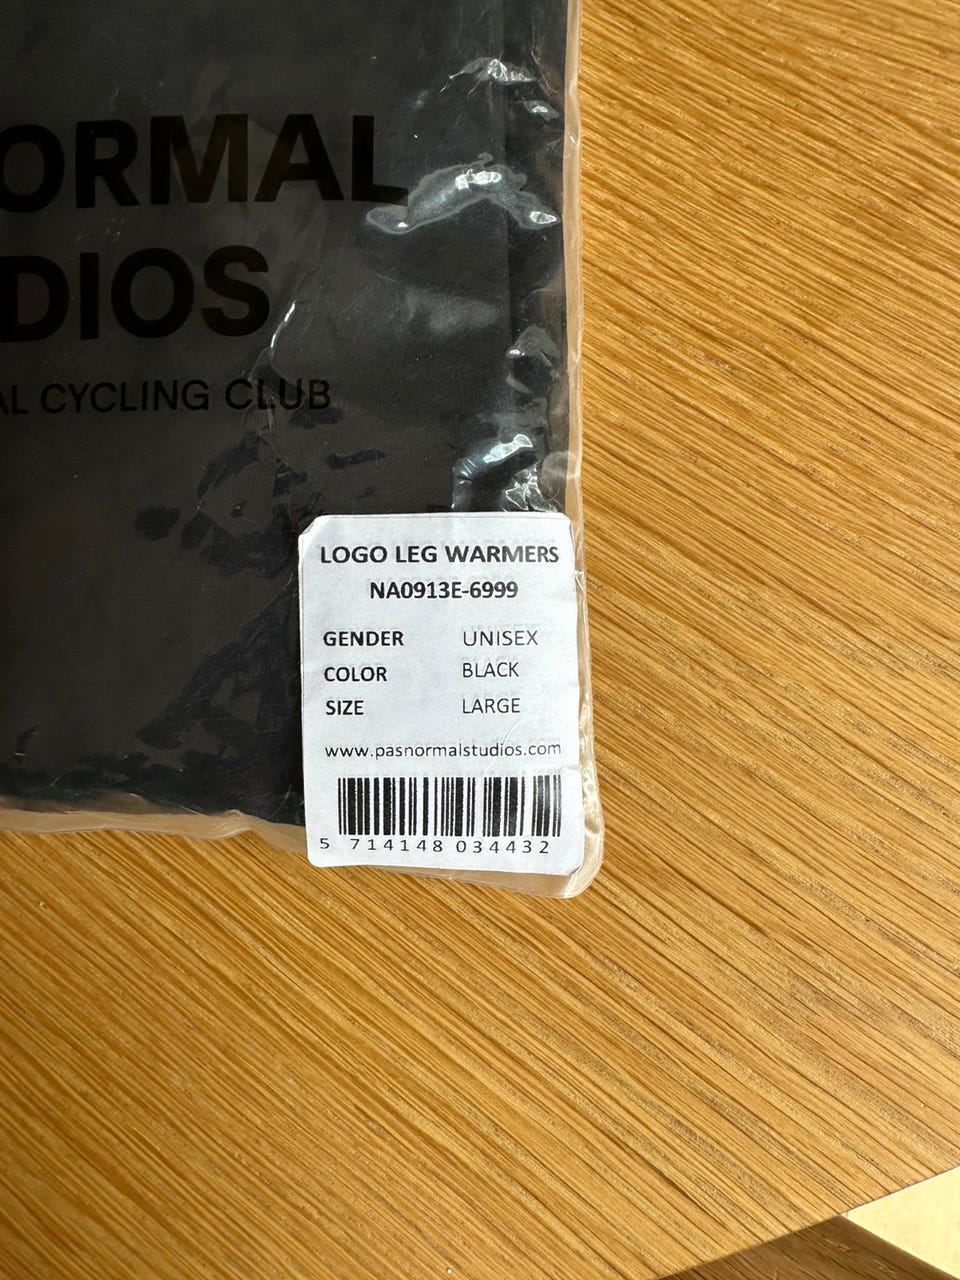 ORMAL
DIOS
AL CYCLING CLUB
LOGO LEG WARMERS
NA0913E-6999
GENDER UNISEX
COLOR BLACK
SIZE LARGE
www.pasnormalstudios.com
5 714148 034432